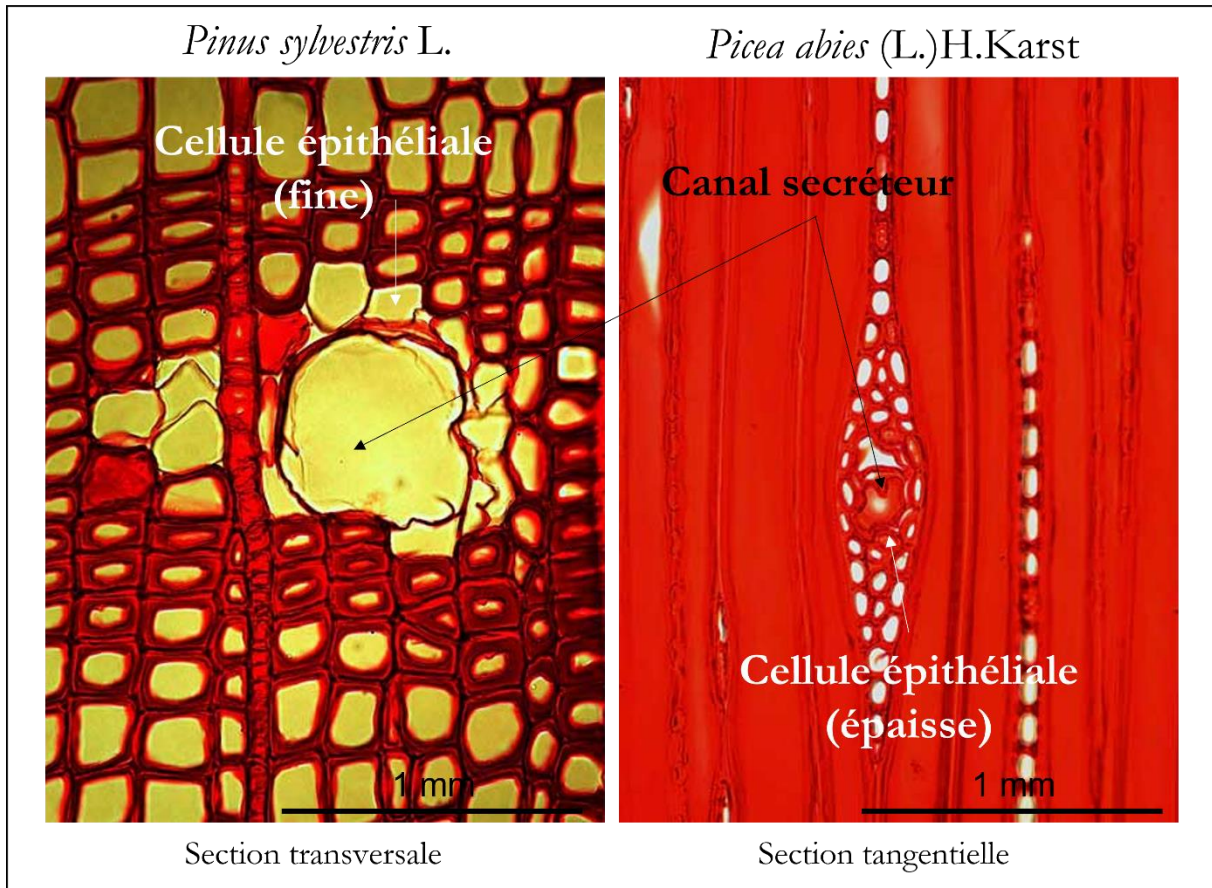 Pinus sylvestris L.
Picea abies (L.)H.Karst
Cellule épithéliale
(fine)
Canal secréteur
Cellule épithéliale
(épaisse)
1 mm
1 mm
Section transversale
Section tangentielle